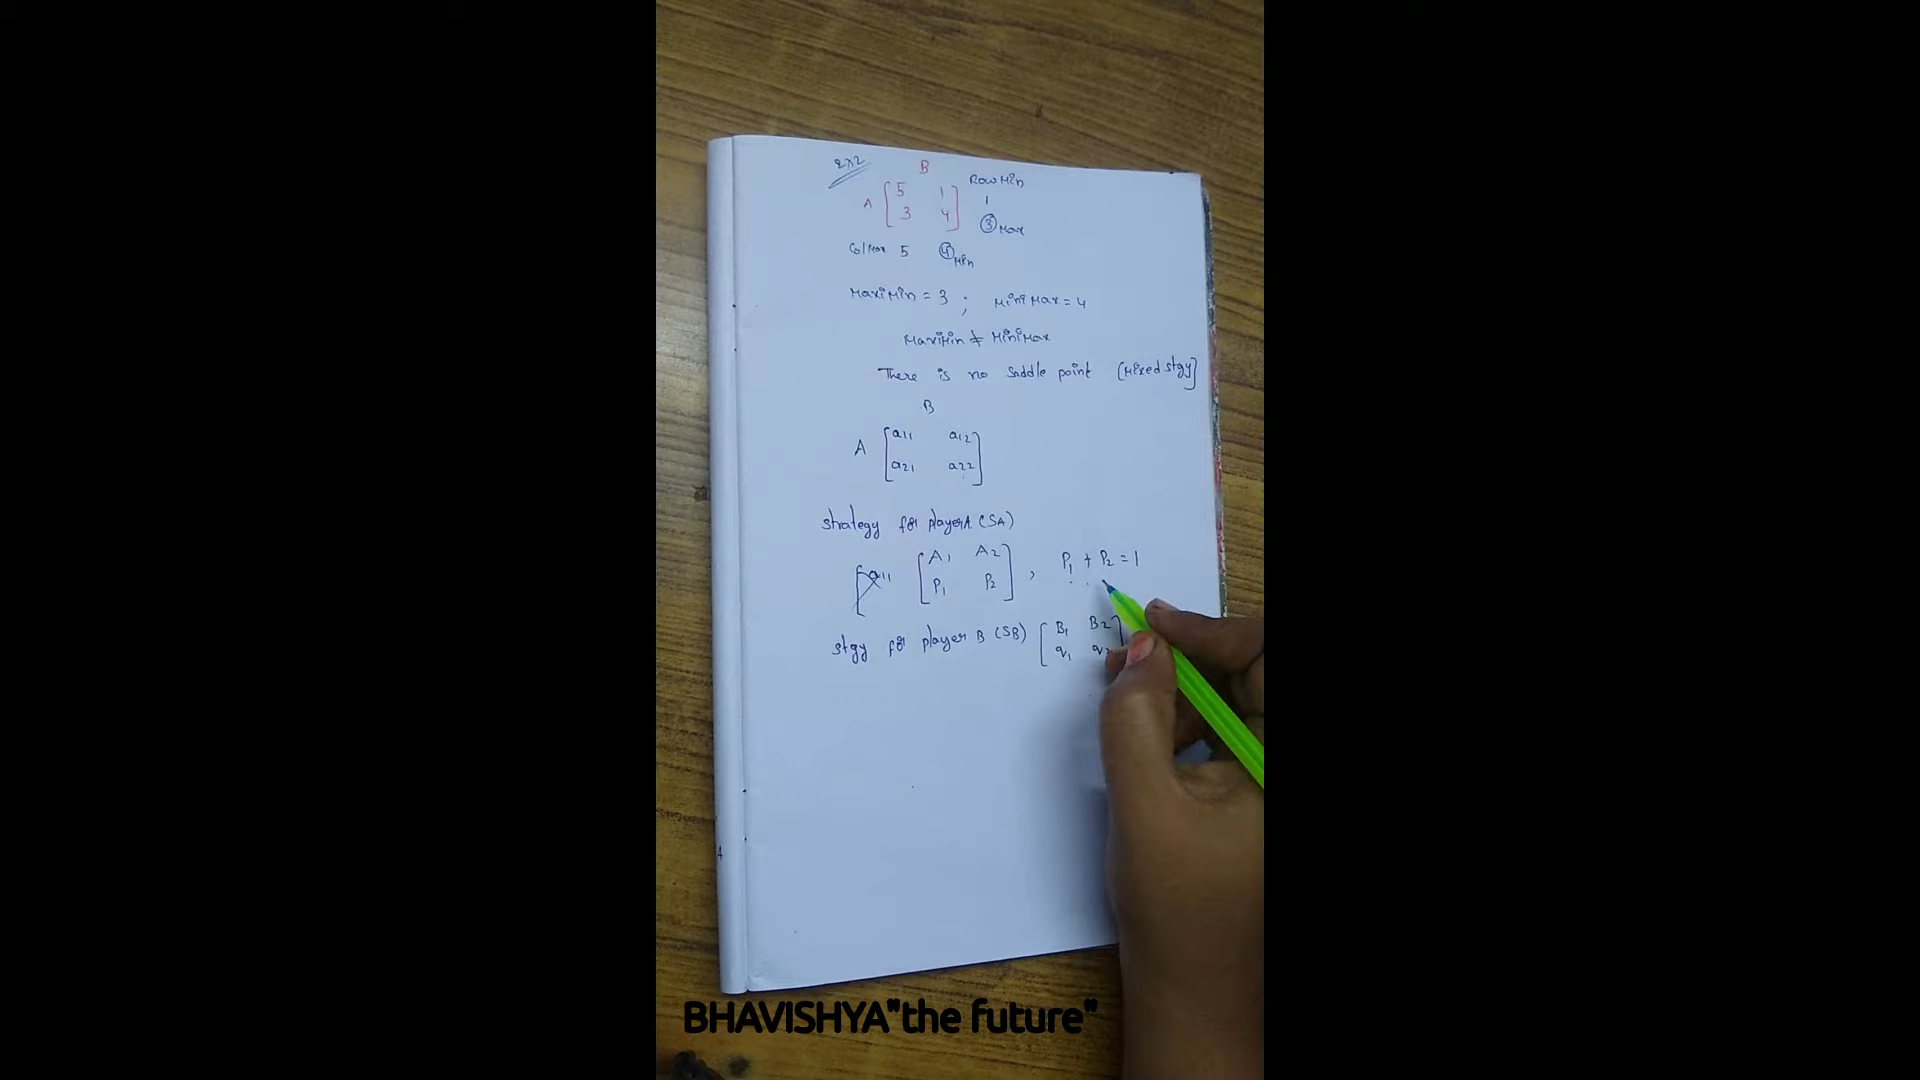 2x2
B
A [ 5 1 Row Min
1
3 4 ] 3 Max
Col Max 5 4 Min
MaxiMin = 3 ; MiniMax = 4
MaxiMin ≠ MiniMax
There is no saddle point (Mixed stgy)
B
A [ a11 a12
a21 a22 ]
strategy for player A (SA)
[ a11 [ A1 A2
P1 P2 ] , P1 + P2 = 1
stgy for player B (SB) [ B1 B2 ]
q1
BHAVISHYA"the future"